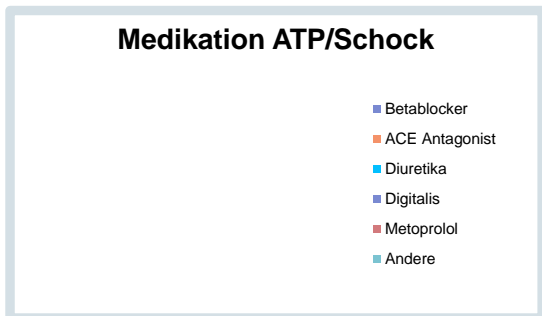 Medikation ATP/Schock
Betablocker
ACE Antagonist
Diuretika
Digitalis
Metoprolol
Andere